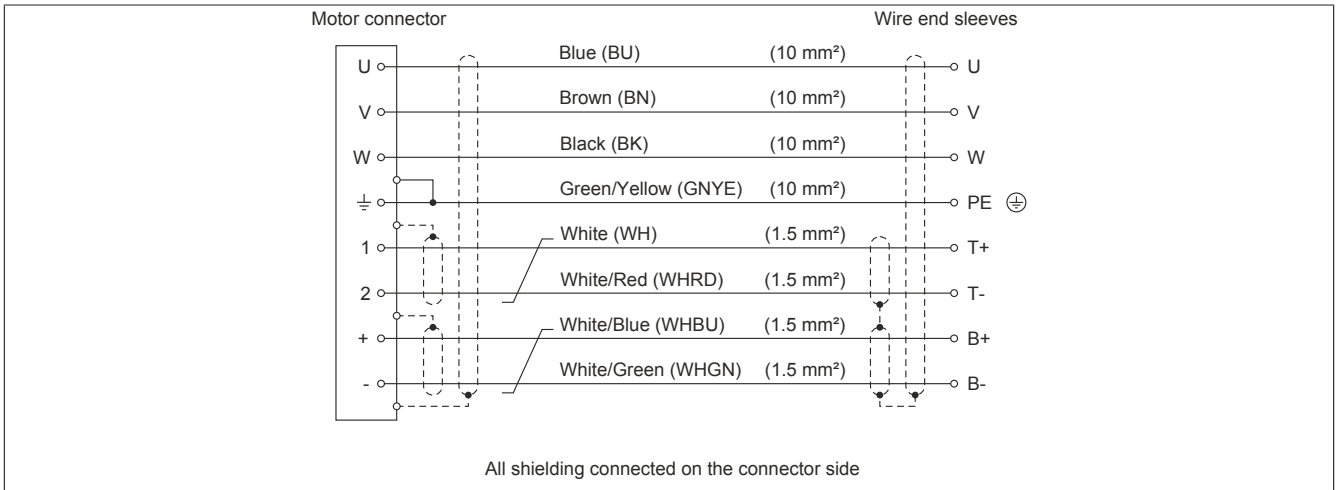 Motor connector Wire end sleeves
U Blue (BU) (10 mm²) U
V Brown (BN) (10 mm²) V
W Black (BK) (10 mm²) W
Green/Yellow (GNYE) (10 mm²) PE
1 White (WH) (1.5 mm²) T+
2 White/Red (WHRD) (1.5 mm²) T-
+ White/Blue (WHBU) (1.5 mm²) B+
- White/Green (WHGN) (1.5 mm²) B-
All shielding connected on the connector side